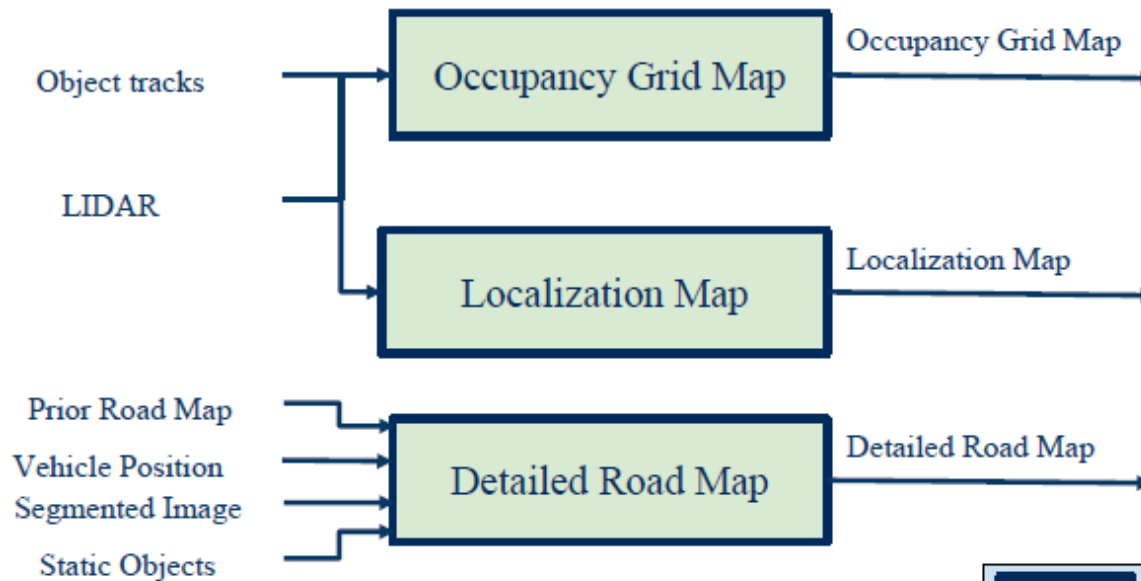 Object tracks
Occupancy Grid Map
Occupancy Grid Map
LIDAR
Localization Map
Localization Map
Prior Road Map
Vehicle Position
Segmented Image
Static Objects
Detailed Road Map
Detailed Road Map